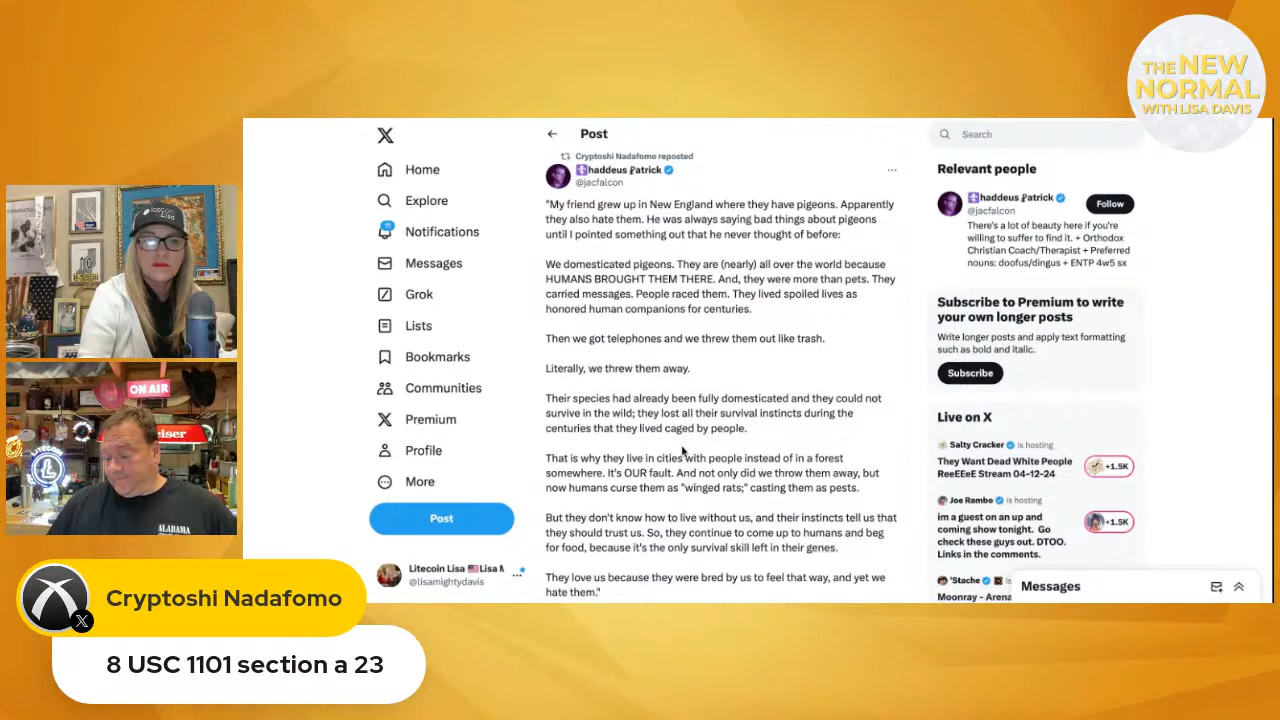 THE NEW
NORMAL
WITH LISA DAVIS
Home
Explore
Notifications
Messages
Grok
Lists
Bookmarks
Communities
Premium
Profile
More
Post
Litecoin Lisa 🇺🇸Lisa M
@lisamightydavis
Post
Cryptoshi Nadafomo reposted
✝️haddeus ₽atrick
@jacfalcon
"My friend grew up in New England where they have pigeons. Apparently
they also hate them. He was always saying bad things about pigeons
until I pointed something out that he never thought of before:
We domesticated pigeons. They are (nearly) all over the world because
HUMANS BROUGHT THEM THERE. And, they were more than pets. They
carried messages. People raced them. They lived spoiled lives as
honored human companions for centuries.
Then we got telephones and we threw them out like trash.
Literally, we threw them away.
Their species had already been fully domesticated and they could not
survive in the wild; they lost all their survival instincts during the
centuries that they lived caged by people.
That is why they live in cities with people instead of in a forest
somewhere. It's OUR fault. And not only did we throw them away, but
now humans curse them as "winged rats;" casting them as pests.
But they don't know how to live without us, and their instincts tell us that
they should trust us. So, they continue to come up to humans and beg
for food, because it's the only survival skill left in their genes.
They love us because they were bred by us to feel that way, and yet we
hate them."
Search
Relevant people
✝️haddeus ₽atrick
@jacfalcon
Follow
There's a lot of beauty here if you're
willing to suffer to find it. + Orthodox
Christian Coach/Therapist + Preferred
nouns: doofus/dingus + ENTP 4w5 sx
Subscribe to Premium to write
your own longer posts
Write longer posts and apply text formatting
such as bold and italic.
Subscribe
Live on X
Salty Cracker is hosting
They Want Dead White People
ReeEEeE Stream 04-12-24
+1.5K
Joe Rambo is hosting
im a guest on an up and
coming show tonight. Go
check these guys out. DTOO.
Links in the comments.
+1.5K
'Stache
Moonray - Arena
Messages
ON AIR
LITECOIN
ALABAMA
Cryptoshi Nadafomo
8 USC 1101 section a 23